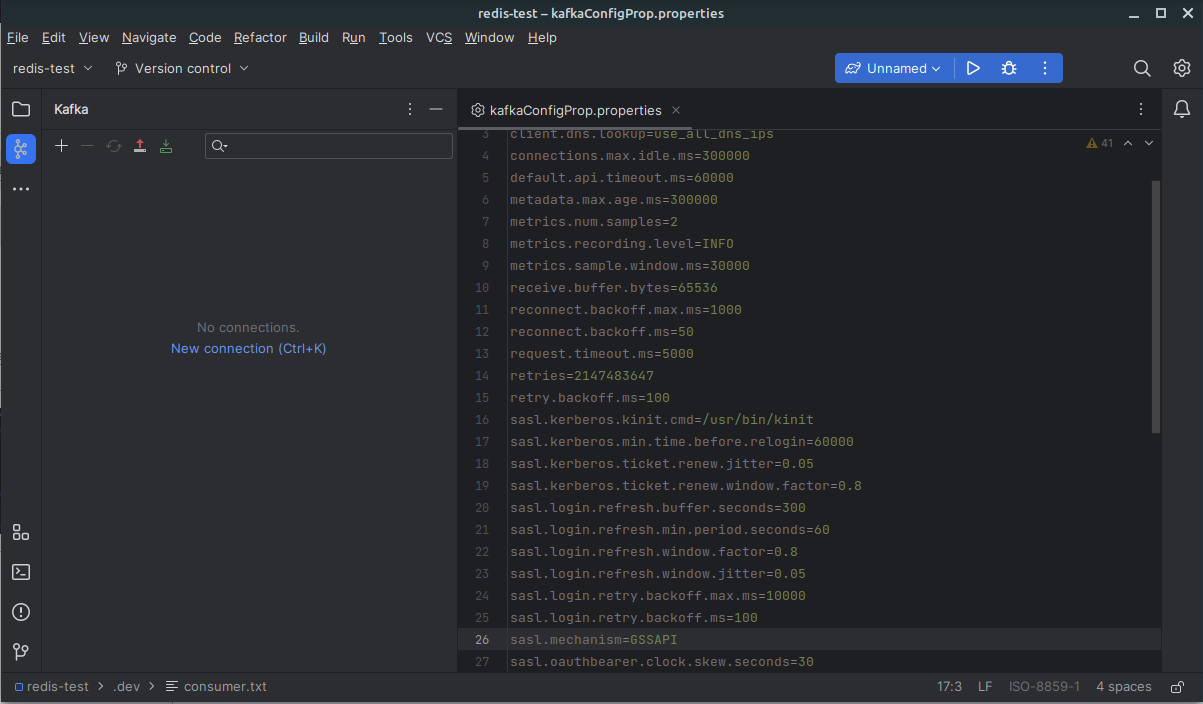 redis-test – kafkaConfigProp.properties
File Edit View Navigate Code Refactor Build Run Tools VCS Window Help
redis-test Version control Unnamed
Kafka
No connections.
New connection (Ctrl+K)
kafkaConfigProp.properties
41
3 client.dns.lookup=use_all_dns_ips
4 connections.max.idle.ms=300000
5 default.api.timeout.ms=60000
6 metadata.max.age.ms=300000
7 metrics.num.samples=2
8 metrics.recording.level=INFO
9 metrics.sample.window.ms=30000
10 receive.buffer.bytes=65536
11 reconnect.backoff.max.ms=1000
12 reconnect.backoff.ms=50
13 request.timeout.ms=5000
14 retries=2147483647
15 retry.backoff.ms=100
16 sasl.kerberos.kinit.cmd=/usr/bin/kinit
17 sasl.kerberos.min.time.before.relogin=60000
18 sasl.kerberos.ticket.renew.jitter=0.05
19 sasl.kerberos.ticket.renew.window.factor=0.8
20 sasl.login.refresh.buffer.seconds=300
21 sasl.login.refresh.min.period.seconds=60
22 sasl.login.refresh.window.factor=0.8
23 sasl.login.refresh.window.jitter=0.05
24 sasl.login.retry.backoff.max.ms=10000
25 sasl.login.retry.backoff.ms=100
26 sasl.mechanism=GSSAPI
27 sasl.oauthbearer.clock.skew.seconds=30
redis-test > .dev > consumer.txt 17:3 LF ISO-8859-1 4 spaces